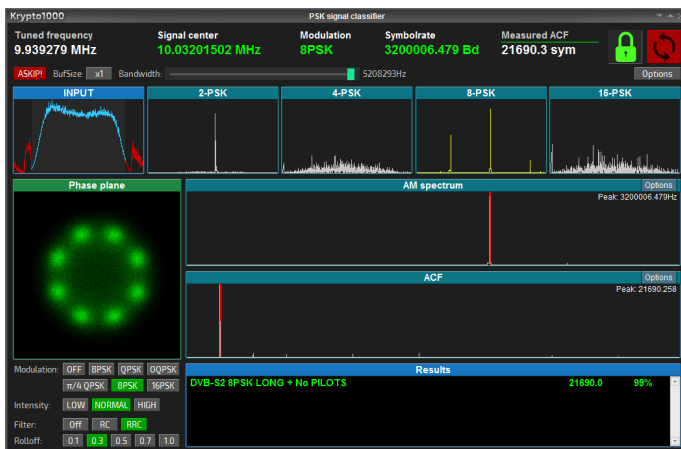 Krypto1000 PSK signal classifier
Tuned frequency Signal center Modulation Symbolrate Measured ACF
9.939279 MHz 10.03201502 MHz 8PSK 3200006.479 Bd 21690.3 sym
ASKIP! BufSize: x1 Bandwidth: 5208293Hz Options
INPUT 2-PSK 4-PSK 8-PSK 16-PSK
Phase plane AM spectrum Options
Peak: 3200006.479Hz
ACF Options
Peak: 21690.258
Modulation: OFF BPSK QPSK OQPSK
π/4 QPSK 8PSK 16PSK
Intensity: LOW NORMAL HIGH
Filter: Off RC RRC
Rolloff: 0.1 0.3 0.5 0.7 1.0
Results
DVB-S2 8PSK LONG + No PILOTS 21690.0 99%